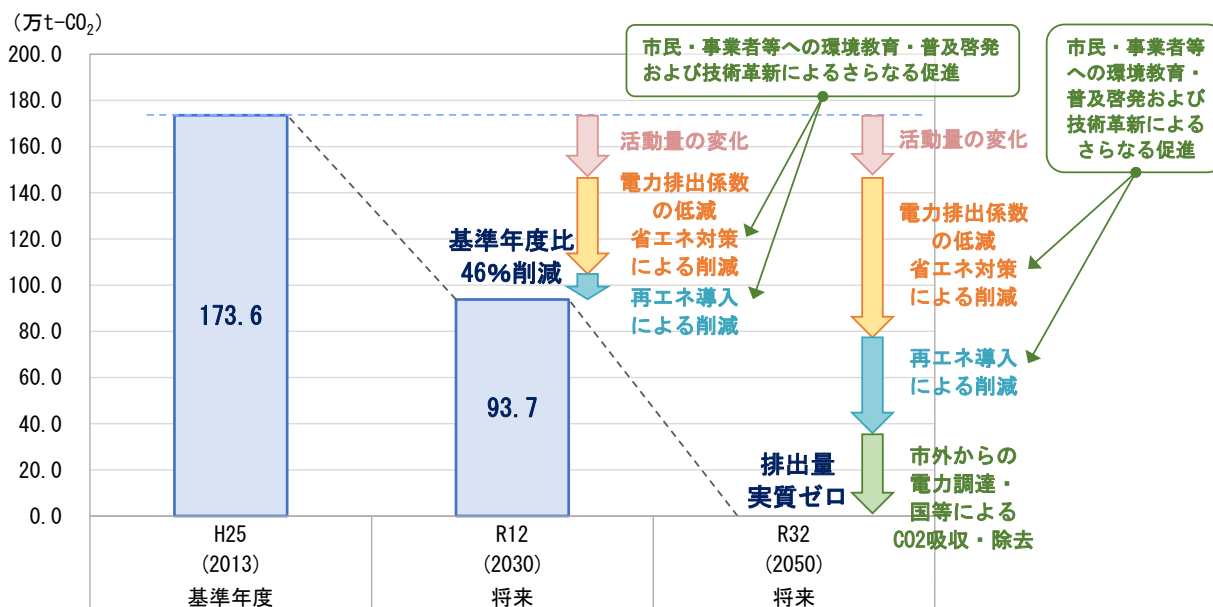 (万t-CO₂)
200.0
180.0
160.0
140.0
120.0
100.0
80.0
60.0
40.0
20.0
0.0
市民・事業者等への環境教育・普及啓発
および技術革新によるさらなる促進
市民・事業者等
への環境教育・
普及啓発および
技術革新による
さらなる促進
活動量の変化
電力排出係数
の低減
省エネ対策
による削減
再エネ導入
による削減
活動量の変化
電力排出係数
の低減
省エネ対策
による削減
再エネ導入
による削減
市外からの
電力調達・
国等による
CO2吸収・除去
173.6
基準年度比
46%削減
93.7
排出量
実質ゼロ
H25
(2013)
基準年度
R12
(2030)
将来
R32
(2050)
将来